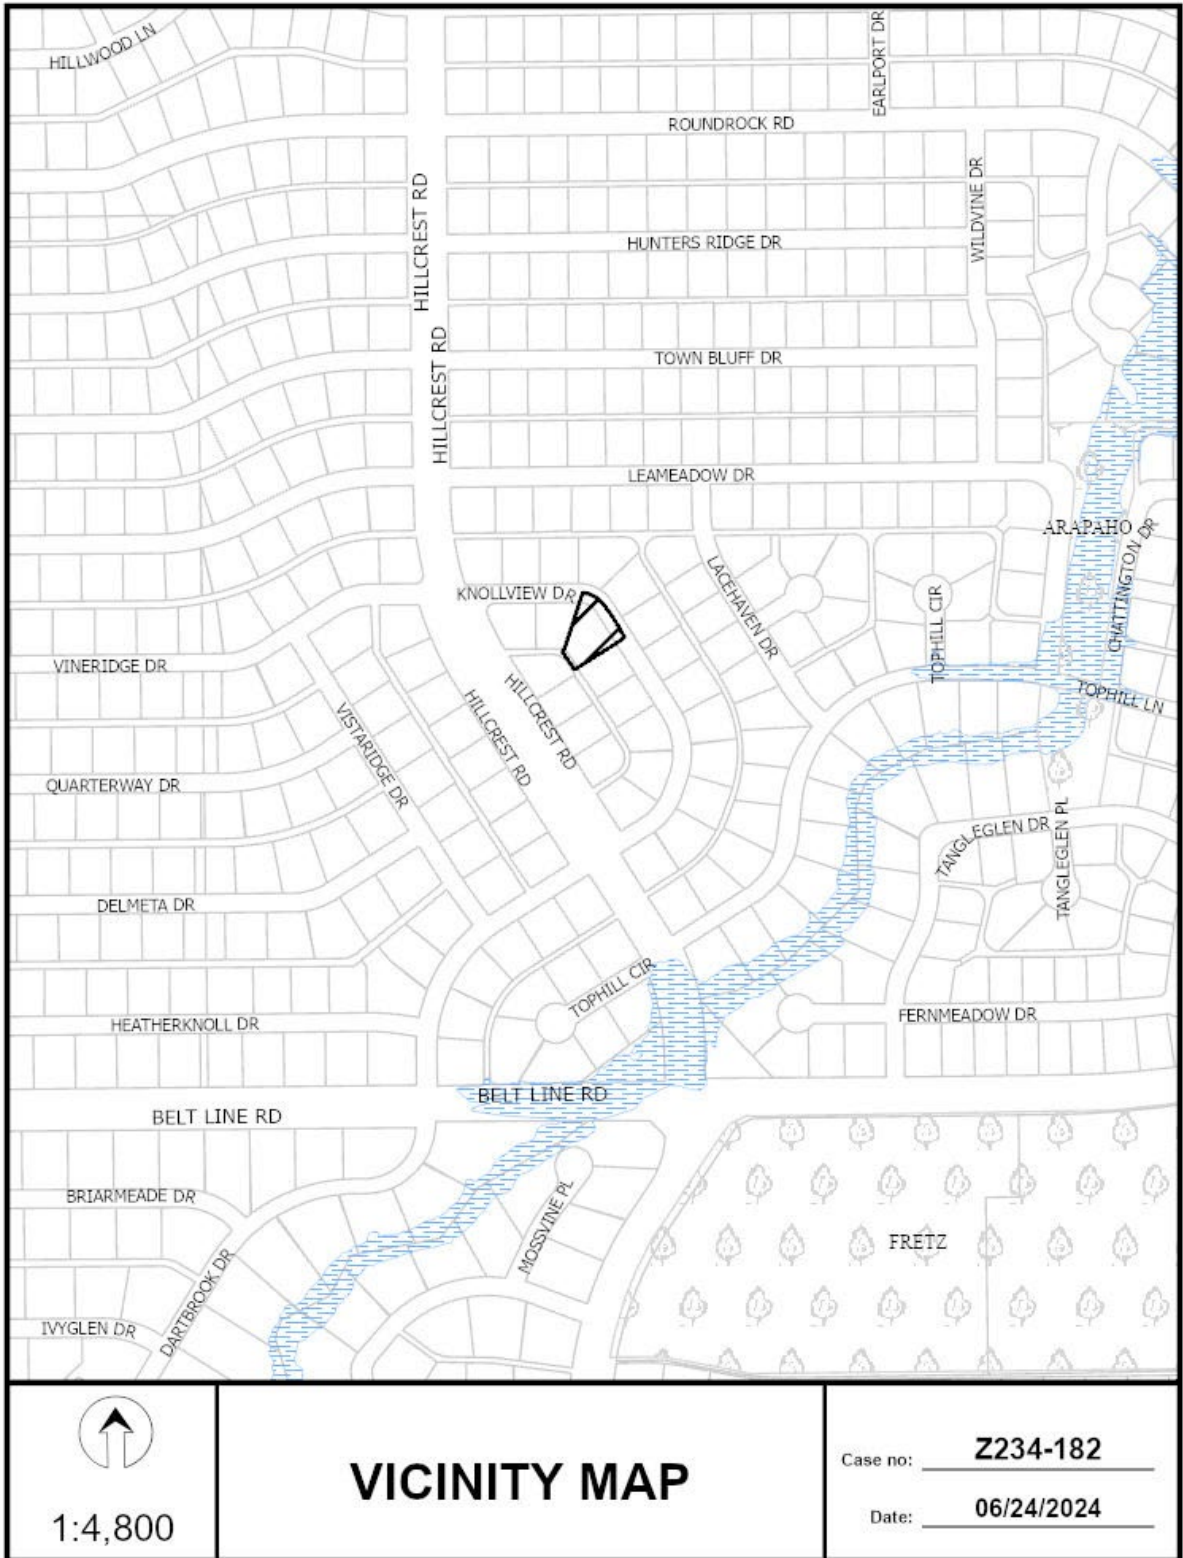 HILLWOOD LN
EARLPORT DR
ROUNDROCK RD
HILLCREST RD
WILDVINE DR
HUNTERS RIDGE DR
HILLCREST RD
TOWN BLUFF DR
LEAMEADOW DR
ARAPAHO
CHATTINGTON DR
LACEHAVEN DR
KNOLLVIEW DR
TOPHILL CIR
VINERIDGE DR
HILLCREST RD
HILLCREST RD
TOPHILL LN
VISTARIDGE DR
QUARTERWAY DR
TANGLEGLEN DR
TANGLEGLEN PL
DELMETA DR
TOPHILL CIR
HEATHERKNOLL DR
FERNMEADOW DR
BELT LINE RD
BELT LINE RD
BRIARMEADE DR
MOSSVINE PL
FRETZ
DARTBROOK DR
IVYGLEN DR
1:4,800
VICINITY MAP
Case no: Z234-182
Date: 06/24/2024